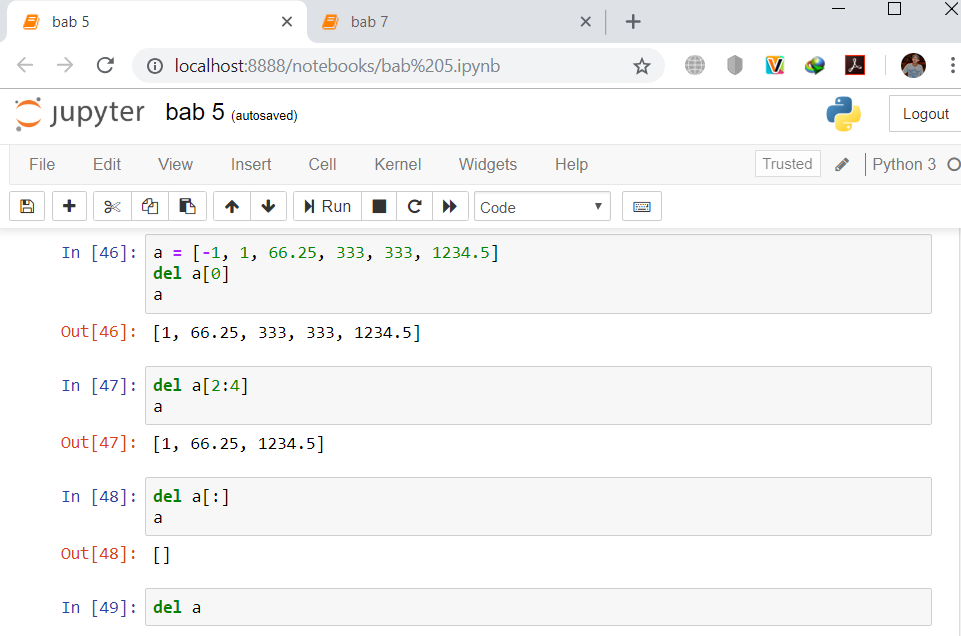 bab 5
bab 7
localhost:8888/notebooks/bab%205.ipynb
jupyter bab 5 (autosaved)
Logout
File Edit View Insert Cell Kernel Widgets Help
Trusted Python 3
Run Code
In [46]: a = [-1, 1, 66.25, 333, 333, 1234.5]
del a[0]
a
Out[46]: [1, 66.25, 333, 333, 1234.5]
In [47]: del a[2:4]
a
Out[47]: [1, 66.25, 1234.5]
In [48]: del a[:]
a
Out[48]: []
In [49]: del a